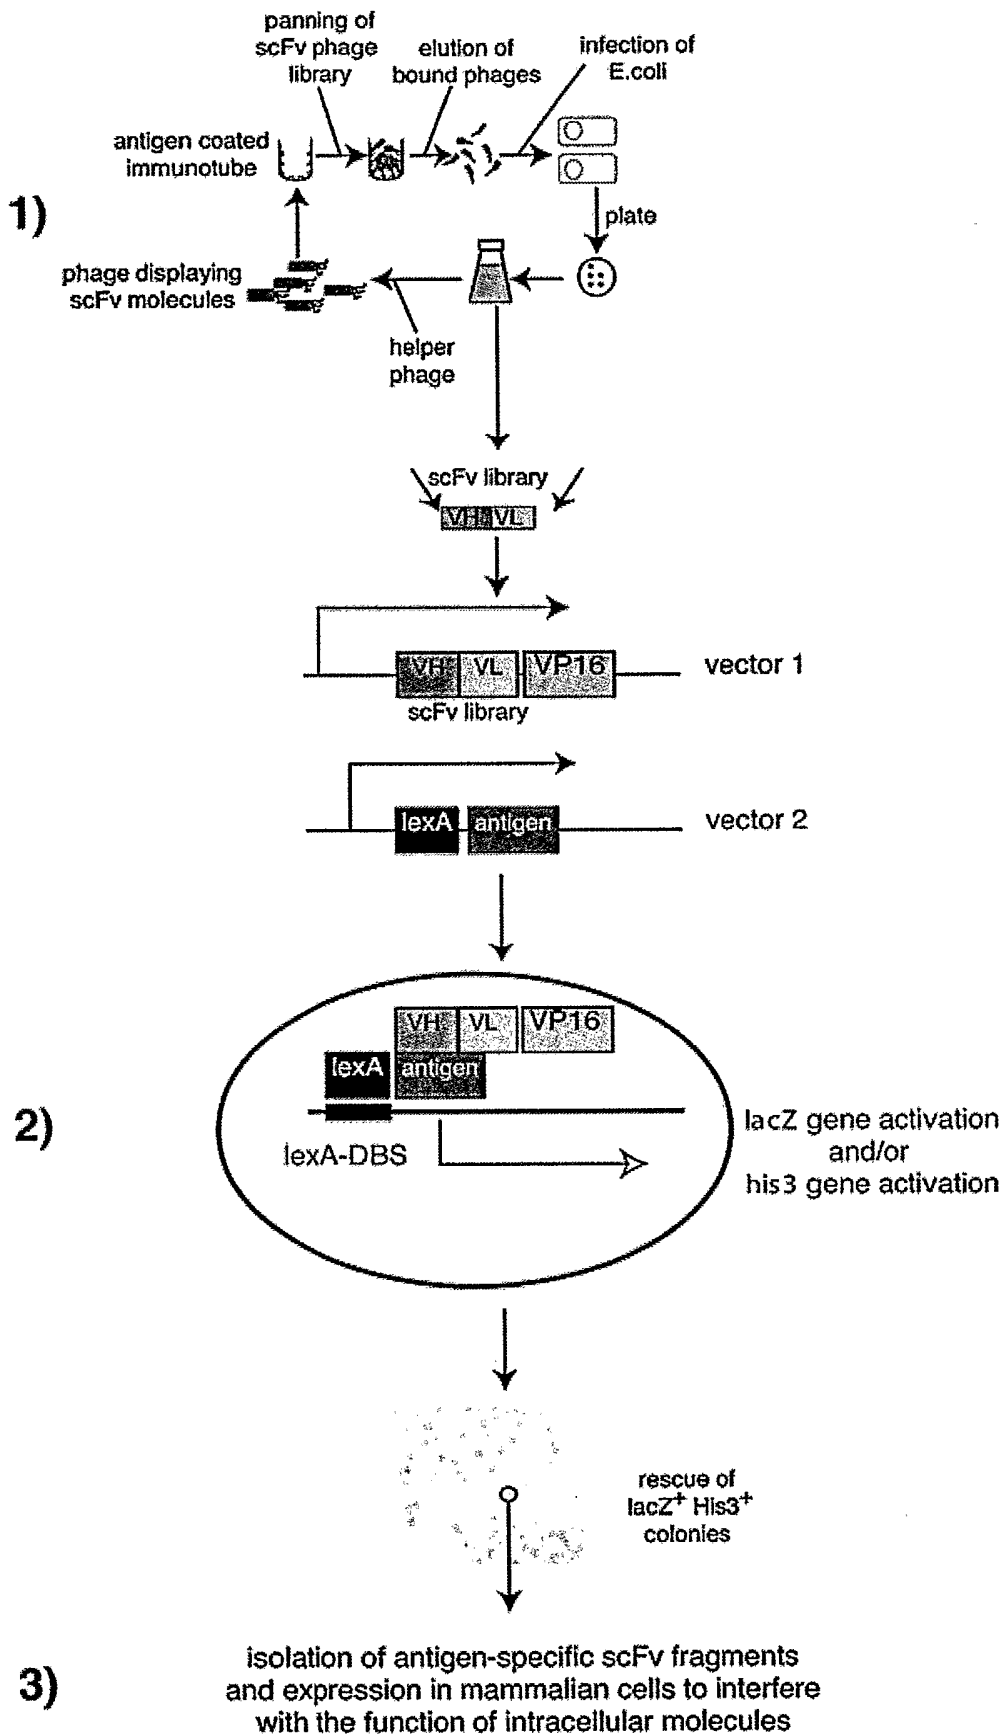 panning of
scFv phage
library
elution of
bound phages
infection of
E.coli
antigen coated
immunotube
1)
plate
phage displaying
scFv molecules
helper
phage
scFv library
VH VL
VH VL VP16
vector 1
scFv library
lexA antigen
vector 2
VH VL VP16
lexA antigen
2)
lexA-DBS
lacZ gene activation
and/or
his3 gene activation
rescue of
lacZ+ His3+
colonies
3)
isolation of antigen-specific scFv fragments
and expression in mammalian cells to interfere
with the function of intracellular molecules